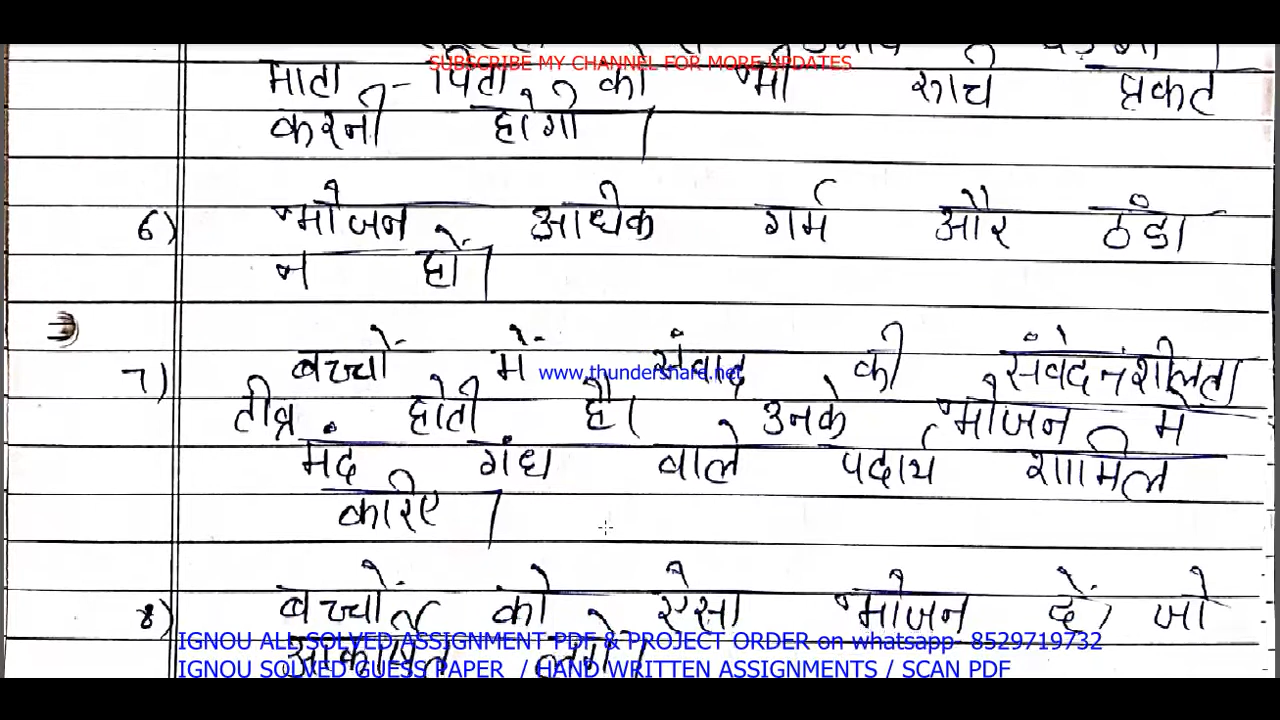 SUBSCRIBE MY CHANNEL FOR MORE UPDATES
माता - पिता को भी रूचि प्रकट
करनी होगी |
6) भोजन अधिक गर्म और ठंडा
न हों |
7) बच्चों में संवाद की संवेदनशीलता
www.thundershare.net
तीव्र होती है। उनके भोजन में
मंद गंध वाले पदार्थ शामिल
करिए |
8) बच्चों को ऐसा भोजन दें, जो
IGNOU ALL SOLVED ASSIGNMENT PDF & PROJECT ORDER on whatsapp- 8529719732
आकर्षित लगे।
IGNOU SOLVED GUESS PAPER / HAND WRITTEN ASSIGNMENTS / SCAN PDF